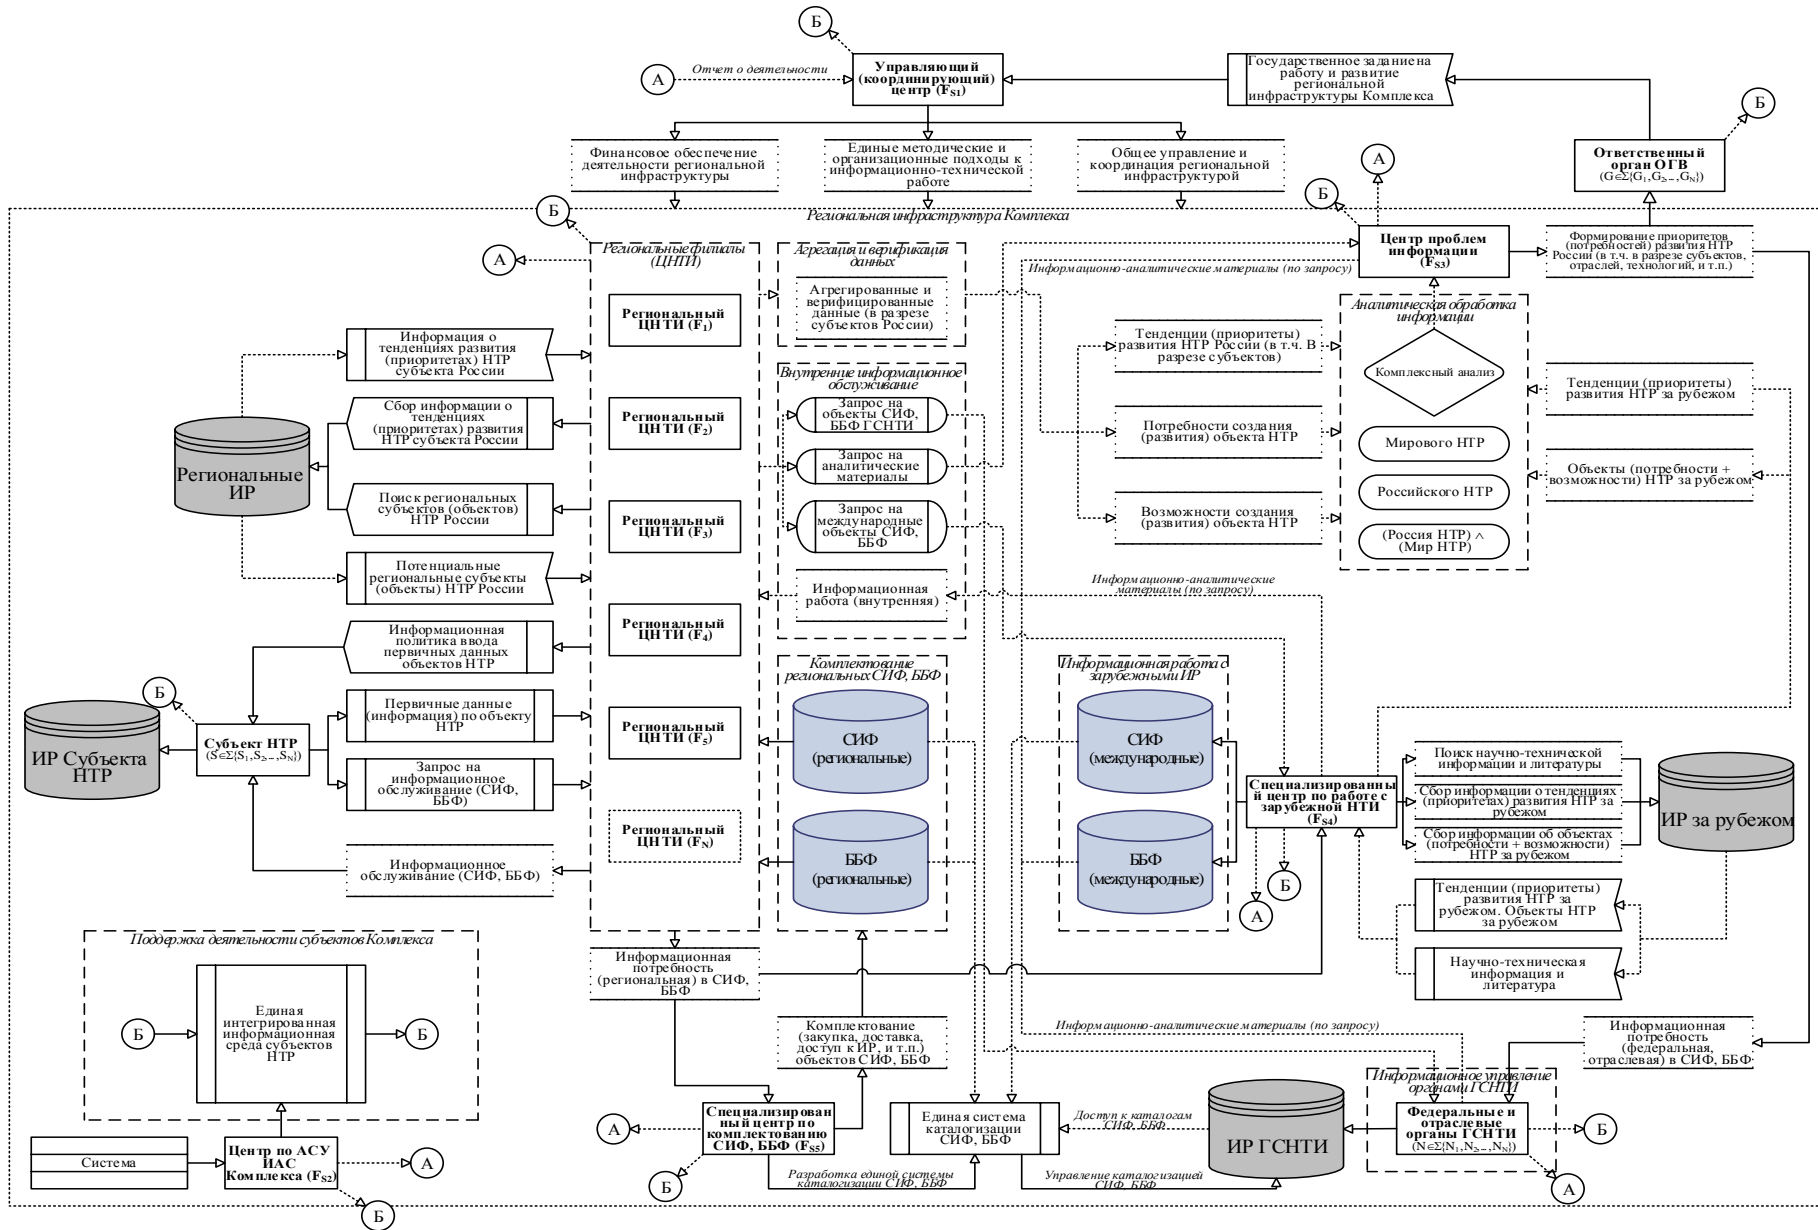 Б
А
Отчет о деятельности
Управляющий
(координирующий)
центр (F_S1)
Государственное задание на
работу и развитие
региональной
инфраструктуры Комплекса
Б
Финансовое обеспечение
деятельности региональной
инфраструктуры
Единые методические и
организационные подходы к
информационно-технической
работе
Общее управление и
координация региональной
инфраструктурой
А
Б
Ответственный
орган ОГВ
(G∈Σ{G₁,G₂,...,G_N})
Региональная инфраструктура Комплекса
Б
А
Региональные филиалы
(ЦНТИ)
Региональный
ЦНТИ (F₁)
Региональный
ЦНТИ (F₂)
Региональный
ЦНТИ (F₃)
Региональный
ЦНТИ (F₄)
Региональный
ЦНТИ (F₅)
Региональный
ЦНТИ (F_N)
Агрегация и верификация
данных
Агрегированные и
верифицированные
данные (в разрезе
субъектов России)
Информационно-аналитические материалы (по запросу)
Центр проблем
информации
(F_S3)
Формирование приоритетов
(потребностей) развития НТР
России (в т.ч. в разрезе субъектов,
отраслей, технологий, и т.п.)
Аналитическая обработка
информации
Комплексный анализ
Мирового НТР
Российского НТР
(Россия НТР) ∧
(Мир НТР)
Тенденции (приоритеты)
развития НТР России (в т.ч. В
разрезе субъектов)
Потребности создания
(развития) объекта НТР
Возможности создания
(развития) объекта НТР
Тенденции (приоритеты)
развития НТР за рубежом
Объекты (потребности +
возможности) НТР за рубежом
Внутренние информационное
обслуживание
Запрос на
объекты СИФ,
ББФ ГСНТИ
Запрос на
аналитические
материалы
Запрос на
международные
объекты СИФ,
ББФ
Информационная
работа (внутренняя)
Информационно-аналитические
материалы (по запросу)
Информация о
тенденциях развития
(приоритетах) НТР
субъекта России
Сбор информации о
тенденциях
(приоритетах) развития
НТР субъекта России
Региональные
ИР
Поиск региональных
субъектов (объектов)
НТР России
Потенциальные
региональные субъекты
(объекты) НТР России
Информационная
политика ввода
первичных данных
объектов НТР
Б
ИР Субъекта
НТР
Субъект НТР
(S∈Σ{S₁,S₂,...,S_N})
Первичные данные
(информация) по объекту
НТР
Запрос на
информационное
обслуживание (СИФ,
ББФ)
Информационное
обслуживание (СИФ, ББФ)
Комплектование
региональных СИФ, ББФ
СИФ
(региональные)
ББФ
(региональные)
Информационная работа с
зарубежными ИР
СИФ
(международные)
ББФ
(международные)
Специализированны
й центр по работе с
зарубежной НТИ
(F_S4)
Б
А
Поиск научно-технической
информации и литературы
Сбор информации о тенденциях
(приоритетах) развития НТР за
рубежом
Сбор информации об объектах
(потребности + возможности)
НТР за рубежом
ИР за рубежом
Тенденции (приоритеты)
развития НТР за
рубежом. Объекты НТР
за рубежом
Научно-техническая
информация и
литература
Поддержка деятельности субъектов Комплекса
Б
Единая
интегрированная
информационная
среда субъектов
НТР
Б
Система
Центр по АСУ
ИАС
Комплекса (F_S2)
А
Б
Информационная
потребность
(региональная) в СИФ,
ББФ
Комплектование
(закупка, доставка,
доступ к ИР, и т.п.)
объектов СИФ, ББФ
Информационно-аналитические материалы (по запросу)
Информационная
потребность
(федеральная,
отраслевая) в СИФ, ББФ
А
Б
Специализирован
ный центр по
комплектованию
СИФ, ББФ (F_S5)
Разработка единой системы
каталогизации СИФ, ББФ
Единая система
каталогизации
СИФ, ББФ
Доступ к каталогам
СИФ, ББФ
Управление каталогизацией
СИФ, ББФ
ИР ГСНТИ
Информационное управление
органами ГСНТИ
Федеральные и
отраслевые
органы ГСНТИ
(N∈Σ{N₁,N₂,...,N_N})
Б
А